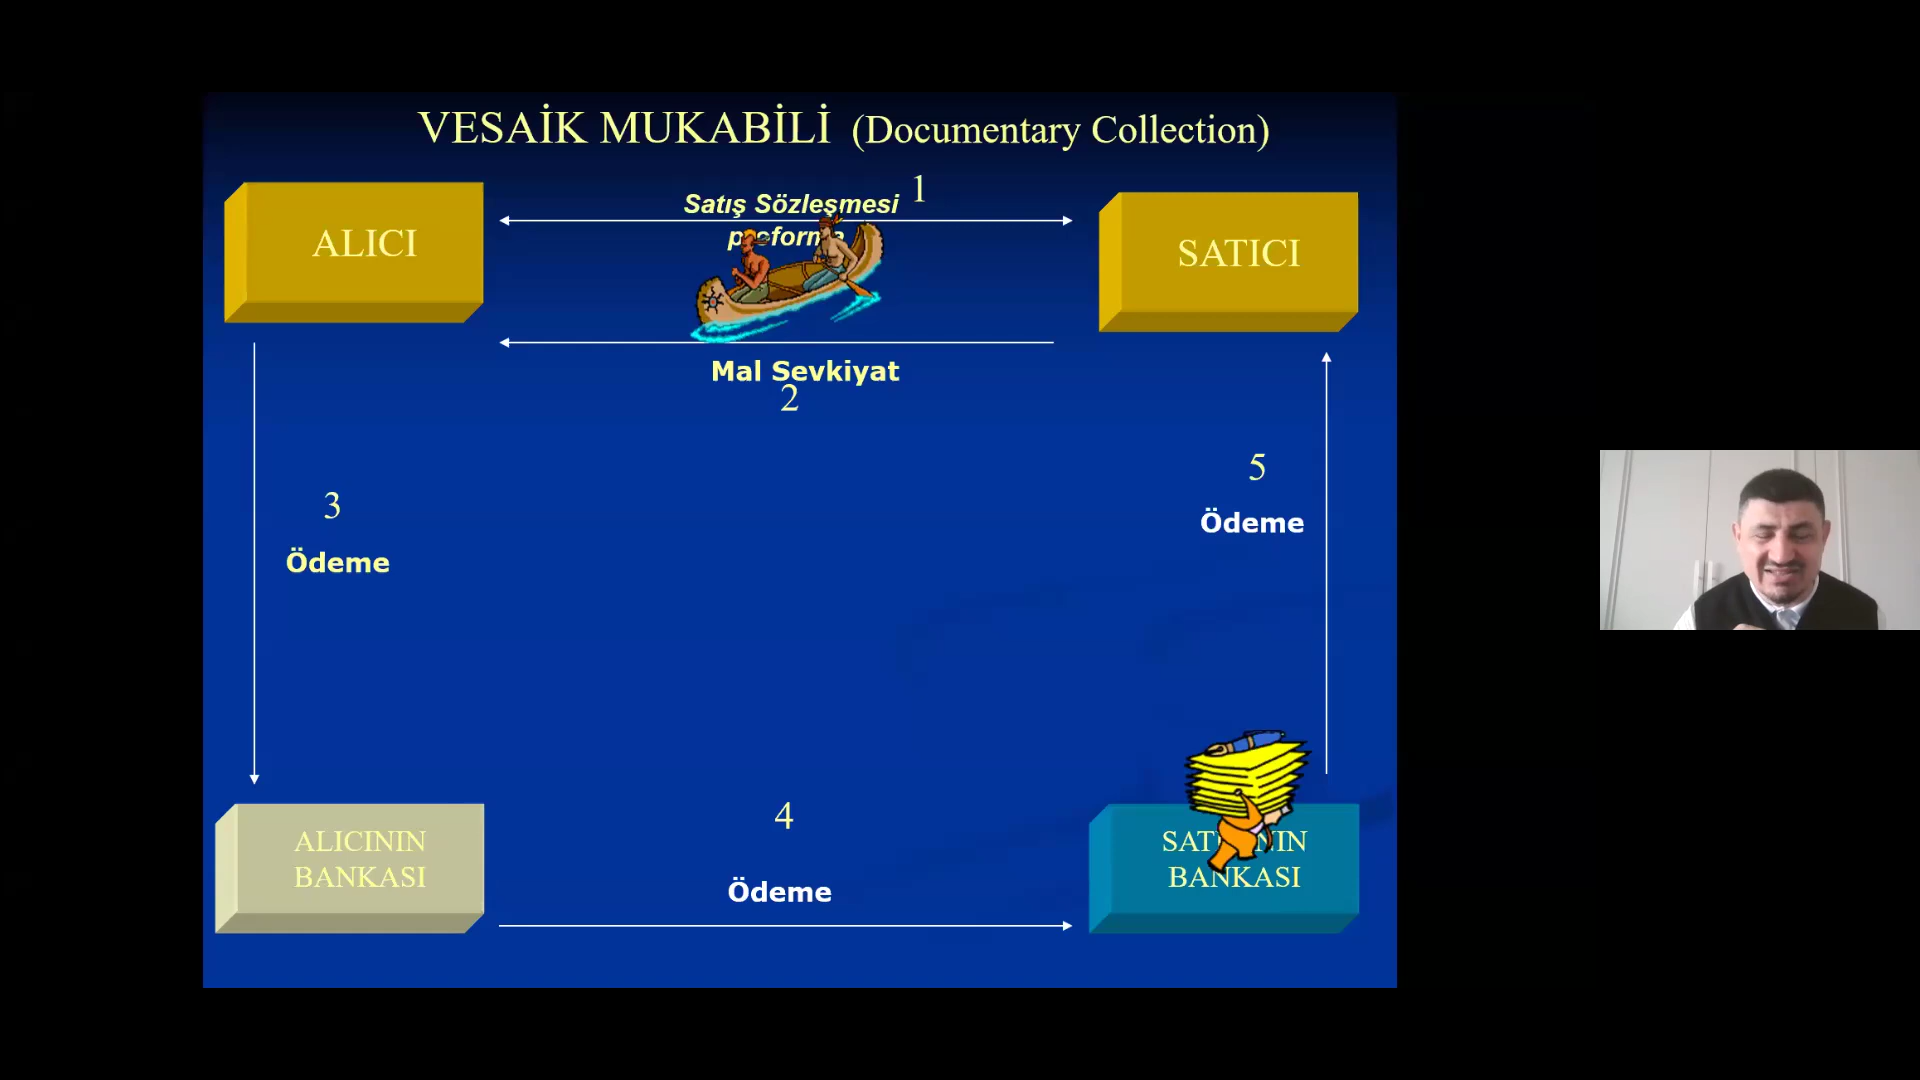 VESAİK MUKABİLİ (Documentary Collection)
ALICI
Satış Sözleşmesi 1
SATICI
Mal Sevkiyat
2
3
Ödeme
5
Ödeme
ALICININ
BANKASI
4
Ödeme
BANKASI